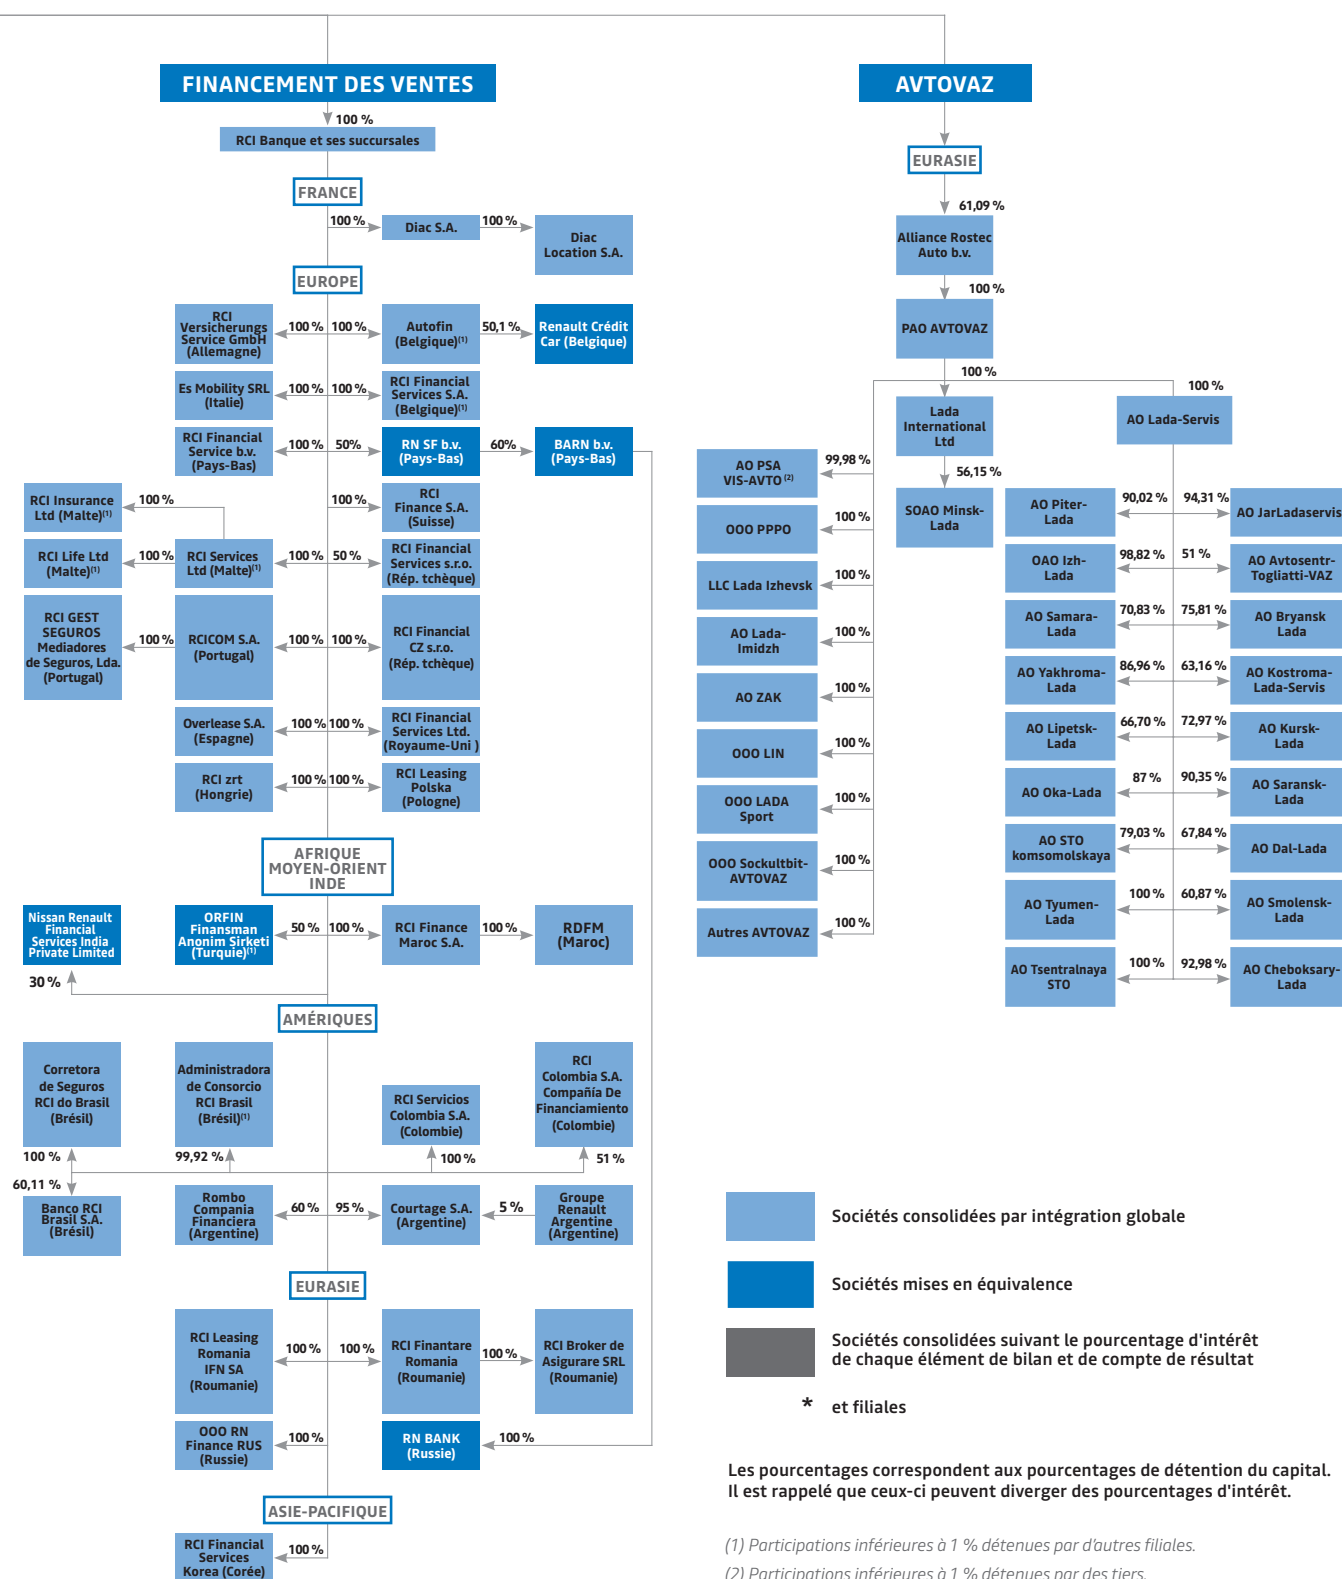 FINANCEMENT DES VENTES
100 %
RCI Banque et ses succursales
FRANCE
100 %
Diac S.A.
100 %
Diac
Location S.A.
EUROPE
RCI
Versicherungs
Service GmbH
(Allemagne)
100 %
100 %
Autofin
(Belgique)(1)
50,1 %
Renault Crédit
Car (Belgique)
Es Mobility SRL
(Italie)
100 %
100 %
RCI Financial
Services S.A.
(Belgique)(1)
RCI Financial
Service b.v.
(Pays-Bas)
100 %
50%
RN SF b.v.
(Pays-Bas)
60%
BARN b.v.
(Pays-Bas)
RCI Insurance
Ltd (Malte)(1)
100 %
100 %
RCI
Finance S.A.
(Suisse)
RCI Life Ltd
(Malte)(1)
100 %
RCI Services
Ltd (Malte)(1)
100 %
50 %
RCI Financial
Services s.r.o.
(Rép. tchèque)
RCI GEST
SEGUROS
Mediadores
de Seguros, Lda.
(Portugal)
100 %
RCICOM S.A.
(Portugal)
100 %
100 %
RCI Financial
CZ s.r.o.
(Rép. tchèque)
Overlease S.A.
(Espagne)
100 %
100 %
RCI Financial
Services Ltd.
(Royaume-Uni )
RCI zrt
(Hongrie)
100 %
100 %
RCI Leasing
Polska
(Pologne)
AFRIQUE
MOYEN-ORIENT
INDE
Nissan Renault
Financial
Services India
Private Limited
30 %
ORFIN
Finansman
Anonim Sirketi
(Turquie)(1)
50 %
100 %
RCI Finance
Maroc S.A.
100 %
RDFM
(Maroc)
AMÉRIQUES
Corretora
de Seguros
RCI do Brasil
(Brésil)
100 %
Administradora
de Consorcio
RCI Brasil
(Brésil)(1)
99,92 %
RCI Servicios
Colombia S.A.
(Colombie)
100 %
RCI
Colombia S.A.
Compañía De
Financiamiento
(Colombie)
51 %
60,11 %
Banco RCI
Brasil S.A.
(Brésil)
Rombo
Compania
Financiera
(Argentine)
60 %
95 %
Courtage S.A.
(Argentine)
5 %
Groupe
Renault
Argentine
(Argentine)
EURASIE
RCI Leasing
Romania
IFN SA
(Roumanie)
100 %
100 %
RCI Finantare
Romania
(Roumanie)
100 %
RCI Broker de
Asigurare SRL
(Roumanie)
OOO RN
Finance RUS
(Russie)
100 %
RN BANK
(Russie)
100 %
ASIE-PACIFIQUE
RCI Financial
Services
Korea (Corée)
100 %
AVTOVAZ
EURASIE
61,09 %
Alliance Rostec
Auto b.v.
100 %
PAO AVTOVAZ
100 %
Lada
International
Ltd
56,15 %
SOAO Minsk-
Lada
100 %
AO Lada-Servis
AO PSA
VIS-AVTO (2)
99,98 %
OOO PPPO
100 %
LLC Lada Izhevsk
100 %
AO Lada-
Imidzh
100 %
AO ZAK
100 %
OOO LIN
100 %
OOO LADA
Sport
100 %
OOO Sockultbit-
AVTOVAZ
100 %
Autres AVTOVAZ
100 %
AO Piter-
Lada
90,02 %
94,31 %
AO JarLadaservis
OAO Izh-
Lada
98,82 %
51 %
AO Avtosentr-
Togliatti-VAZ
AO Samara-
Lada
70,83 %
75,81 %
AO Bryansk
Lada
AO Yakhroma-
Lada
86,96 %
63,16 %
AO Kostroma-
Lada-Servis
AO Lipetsk-
Lada
66,70 %
72,97 %
AO Kursk-
Lada
AO Oka-Lada
87 %
90,35 %
AO Saransk-
Lada
AO STO
komsomolskaya
79,03 %
67,84 %
AO Dal-Lada
AO Tyumen-
Lada
100 %
60,87 %
AO Smolensk-
Lada
AO Tsentralnaya
STO
100 %
92,98 %
AO Cheboksary-
Lada
Sociétés consolidées par intégration globale
Sociétés mises en équivalence
Sociétés consolidées suivant le pourcentage d'intérêt
de chaque élément de bilan et de compte de résultat
* et filiales
Les pourcentages correspondent aux pourcentages de détention du capital.
Il est rappelé que ceux-ci peuvent diverger des pourcentages d'intérêt.
(1) Participations inférieures à 1 % détenues par d'autres filiales.
(2) Participations inférieures à 1 % détenues par des tiers.